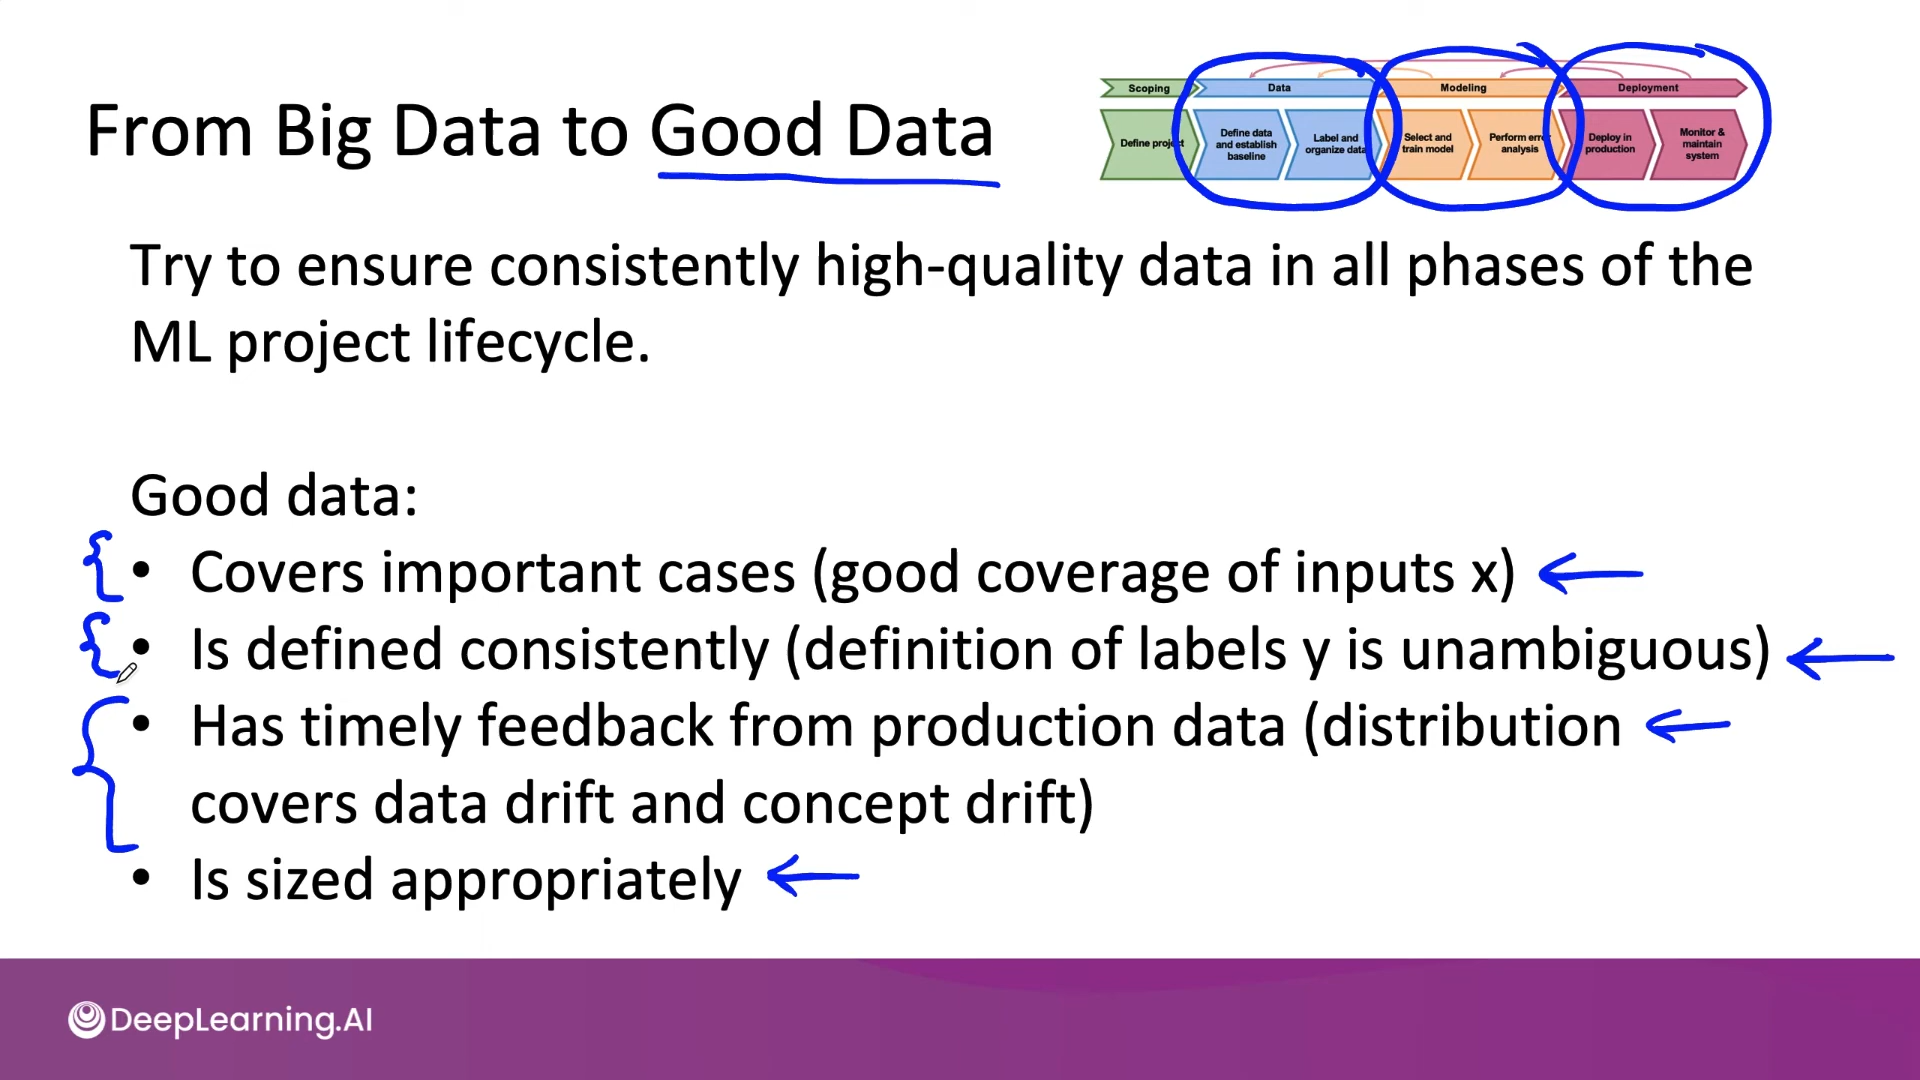 From Big Data to Good Data
Scoping Data Modeling Deployment
Define project
Define data
and establish
baseline
Label and
organize data
Select and
train model
Perform error
analysis
Deploy in
production
Monitor &
maintain
system
Try to ensure consistently high-quality data in all phases of the
ML project lifecycle.
Good data:
• Covers important cases (good coverage of inputs x)
• Is defined consistently (definition of labels y is unambiguous)
• Has timely feedback from production data (distribution
covers data drift and concept drift)
• Is sized appropriately
DeepLearning.AI